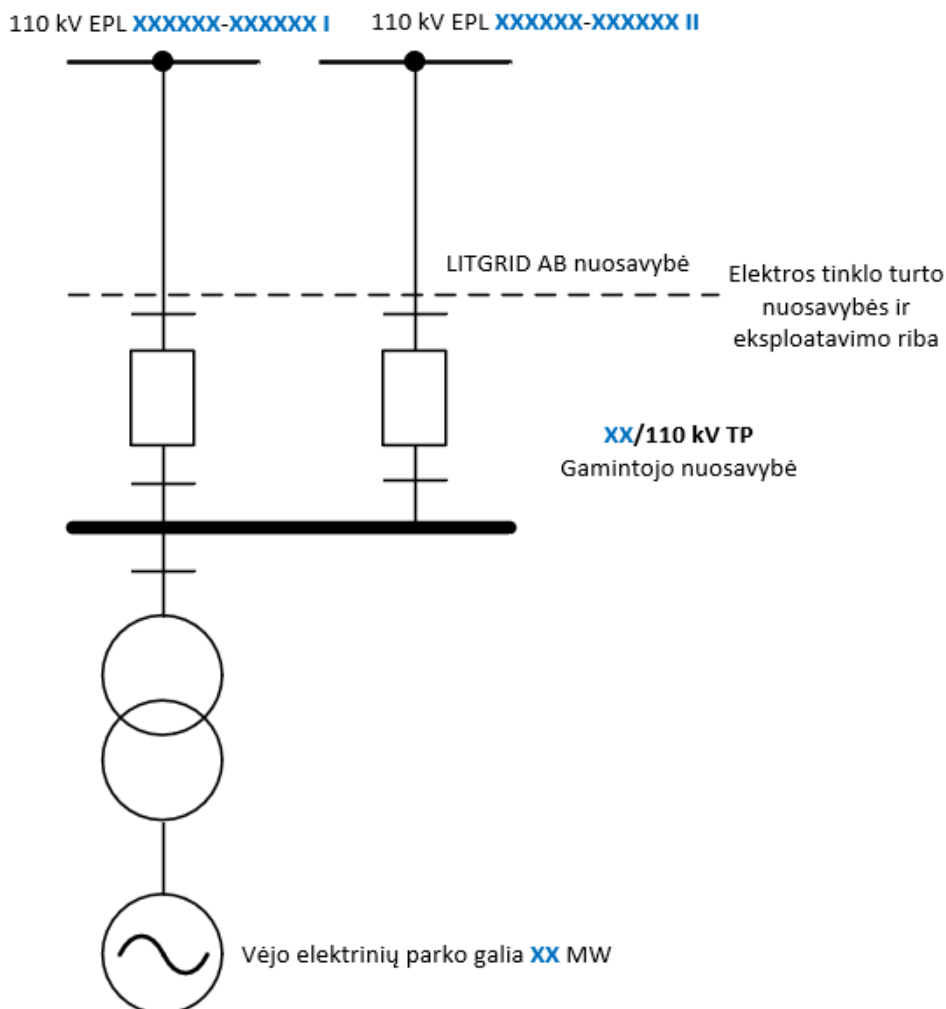 110 kV EPL XXXXXX-XXXXXX I
110 kV EPL XXXXXX-XXXXXX II
LITGRID AB nuosavybė
Elektros tinklo turto
nuosavybės ir
eksploatavimo riba
XX/110 kV TP
Gamintojo nuosavybė
Vėjo elektrinių parko galia XX MW